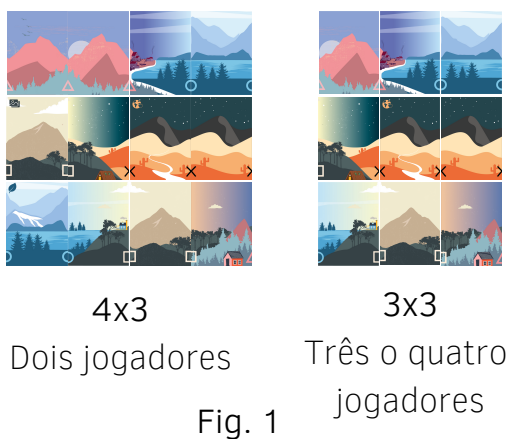 4x3
Dois jogadores
3x3
Três o quatro
jogadores
Fig. 1